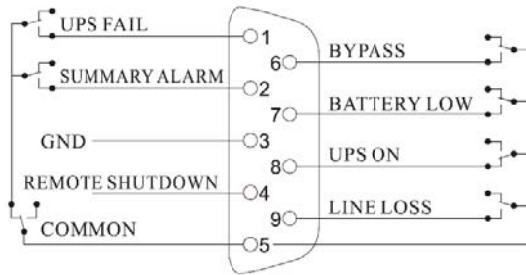 UPS FAIL 1
6 BYPASS
SUMMARY ALARM 2
7 BATTERY LOW
GND 3
8 UPS ON
REMOTE SHUTDOWN 4
9 LINE LOSS
COMMON 5